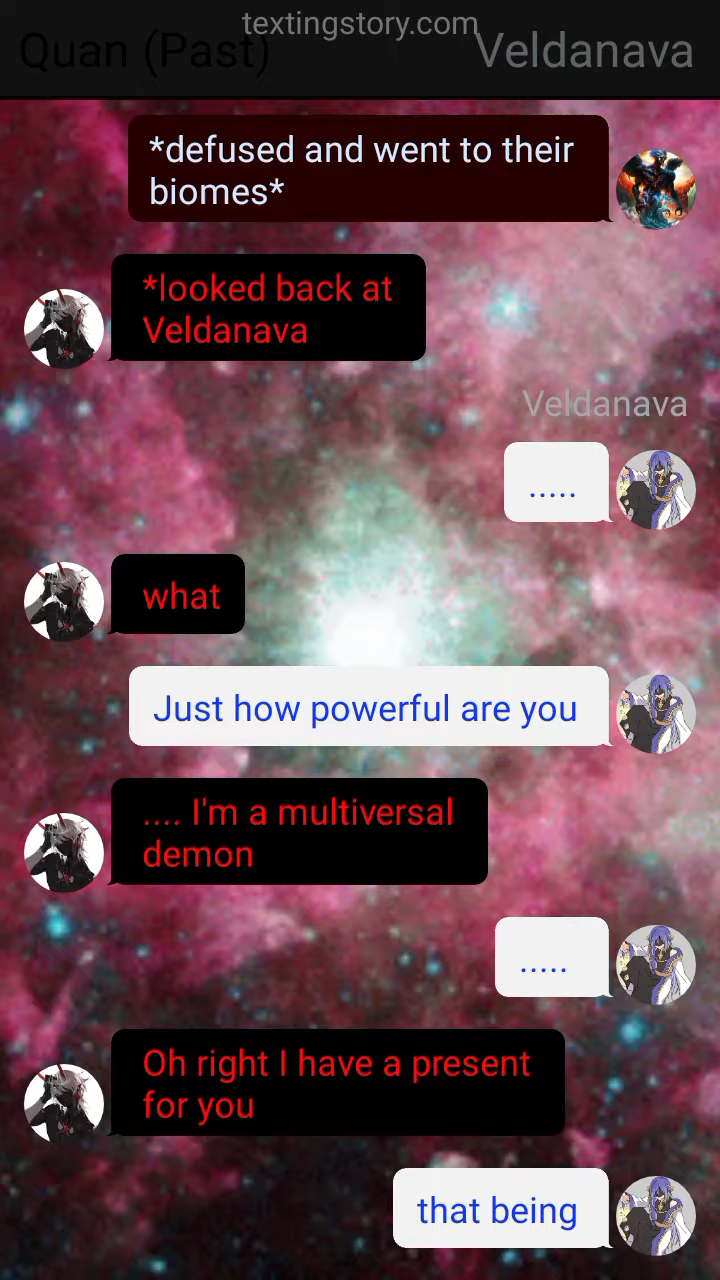 textingstory.com
Quan (Past)
Veldanava
*defused and went to their
biomes*
*looked back at
Veldanava
Veldanava
.....
what
Just how powerful are you
.... I'm a multiversal
demon
.....
Oh right I have a present
for you
that being